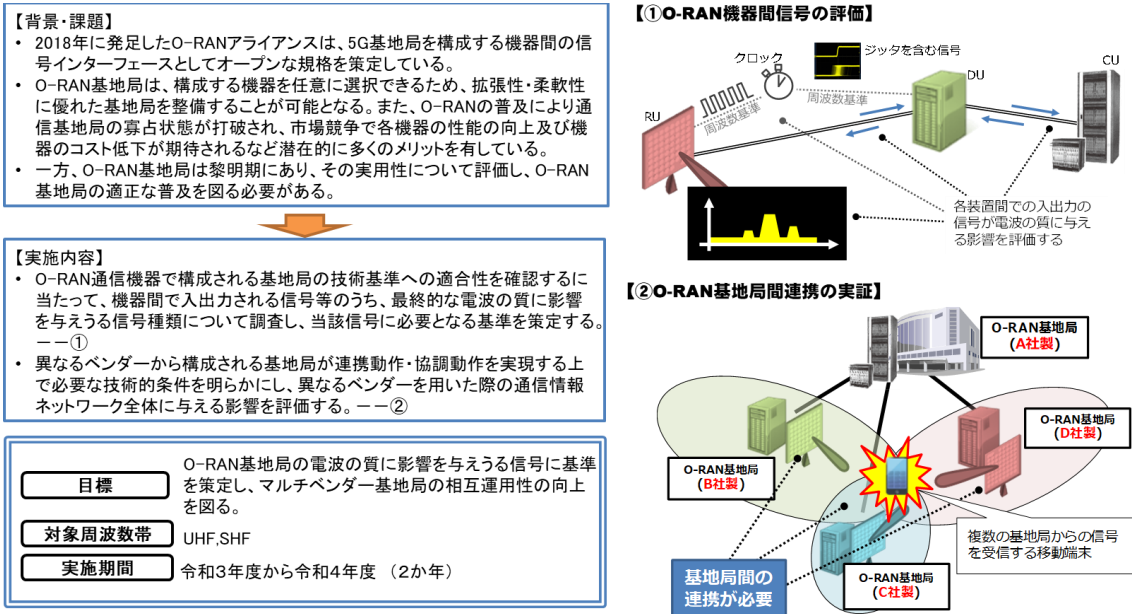 【背景・課題】
• 2018年に発足したO-RANアライアンスは、5G基地局を構成する機器間の信
号インターフェースとしてオープンな規格を策定している。
• O-RAN基地局は、構成する機器を任意に選択できるため、拡張性・柔軟性
に優れた基地局を整備することが可能となる。また、O-RANの普及により通
信基地局の寡占状態が打破され、市場競争で各機器の性能の向上及び機
器のコスト低下が期待されるなど潜在的に多くのメリットを有している。
• 一方、O-RAN基地局は黎明期にあり、その実用性について評価し、O-RAN
基地局の適正な普及を図る必要がある。
【実施内容】
• O-RAN通信機器で構成される基地局の技術基準への適合性を確認するに
当たって、機器間で入出力される信号等のうち、最終的な電波の質に影響
を与えうる信号種類について調査し、当該信号に必要となる基準を策定する。
――①
• 異なるベンダーから構成される基地局が連携動作・協調動作を実現する上
で必要な技術的条件を明らかにし、異なるベンダーを用いた際の通信情報
ネットワーク全体に与える影響を評価する。――②
目標
O-RAN基地局の電波の質に影響を与えうる信号に基準
を策定し、マルチベンダー基地局の相互運用性の向上
を図る。
対象周波数帯
UHF,SHF
実施期間
令和3年度から令和4年度 （2か年）
【①O-RAN機器間信号の評価】
クロック
ジッタを含む信号
DU
CU
RU
周波数基準
周波数基準
各装置間での入出力の
信号が電波の質に与え
る影響を評価する
【②O-RAN基地局間連携の実証】
O-RAN基地局
(A社製)
O-RAN基地局
(D社製)
O-RAN基地局
(B社製)
複数の基地局からの信号
を受信する移動端末
基地局間の
連携が必要
O-RAN基地局
(C社製)